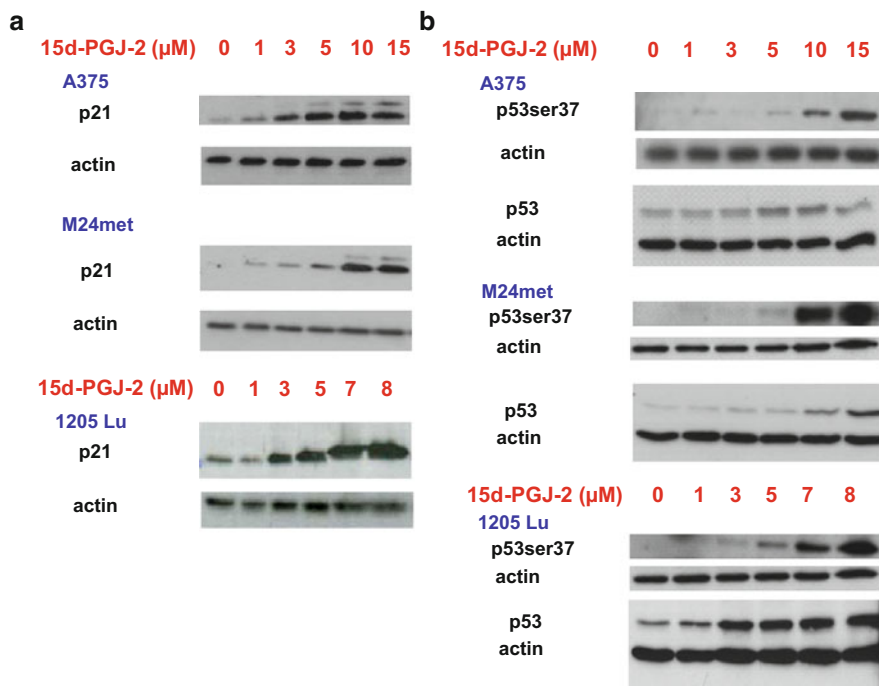 a
15d-PGJ-2 (µM) 0 1 3 5 10 15
A375
p21
actin
M24met
p21
actin
15d-PGJ-2 (µM) 0 1 3 5 7 8
1205 Lu
p21
actin
b
15d-PGJ-2 (µM) 0 1 3 5 10 15
A375
p53ser37
actin
p53
actin
M24met
p53ser37
actin
p53
actin
15d-PGJ-2 (µM) 0 1 3 5 7 8
1205 Lu
p53ser37
actin
p53
actin